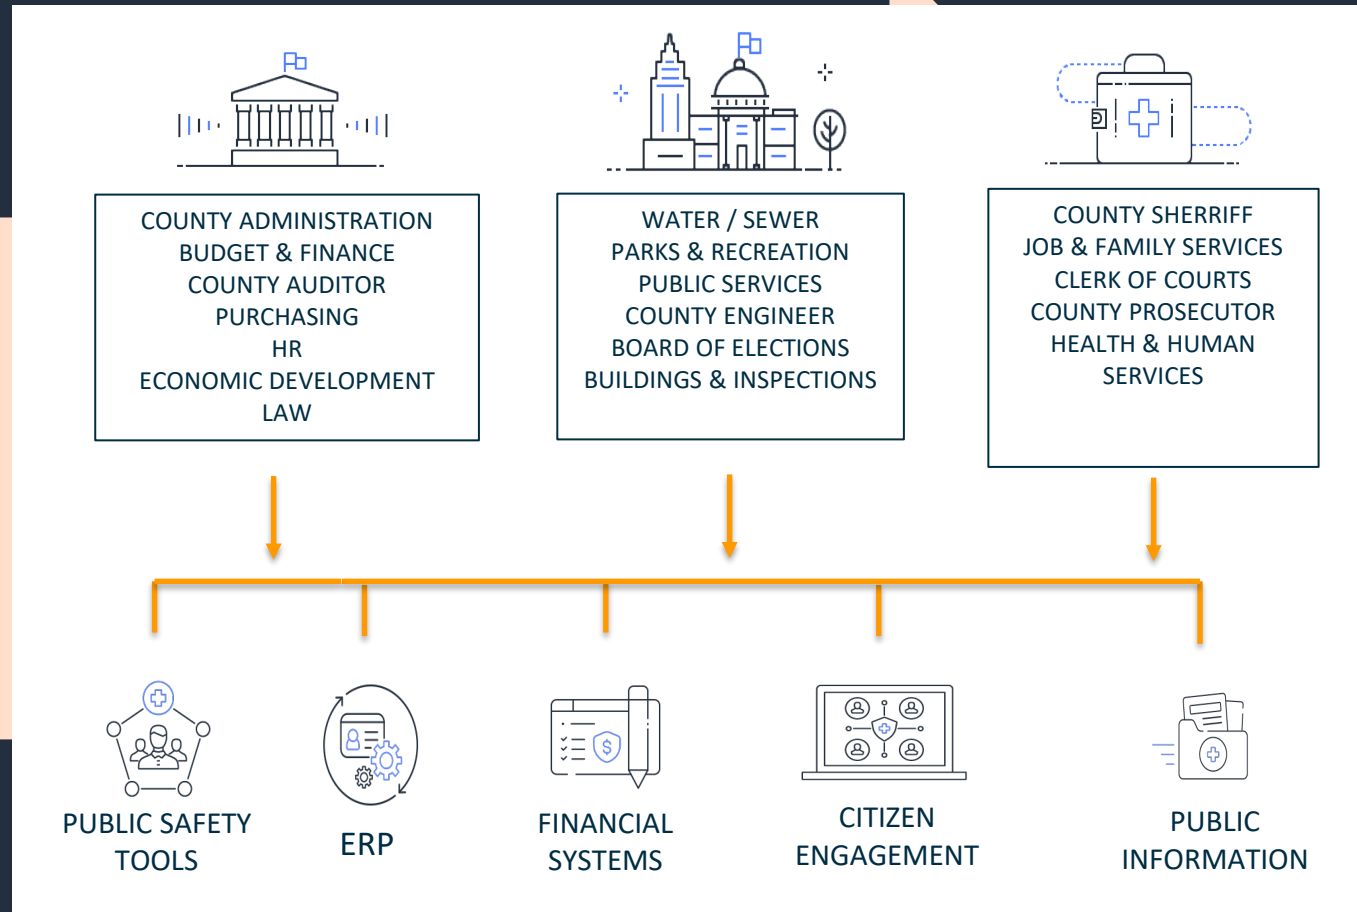 COUNTY ADMINISTRATION
BUDGET & FINANCE
COUNTY AUDITOR
PURCHASING
HR
ECONOMIC DEVELOPMENT
LAW
WATER / SEWER
PARKS & RECREATION
PUBLIC SERVICES
COUNTY ENGINEER
BOARD OF ELECTIONS
BUILDINGS & INSPECTIONS
COUNTY SHERRIFF
JOB & FAMILY SERVICES
CLERK OF COURTS
COUNTY PROSECUTOR
HEALTH & HUMAN
SERVICES
$
PUBLIC SAFETY
TOOLS
ERP
FINANCIAL
SYSTEMS
CITIZEN
ENGAGEMENT
PUBLIC
INFORMATION